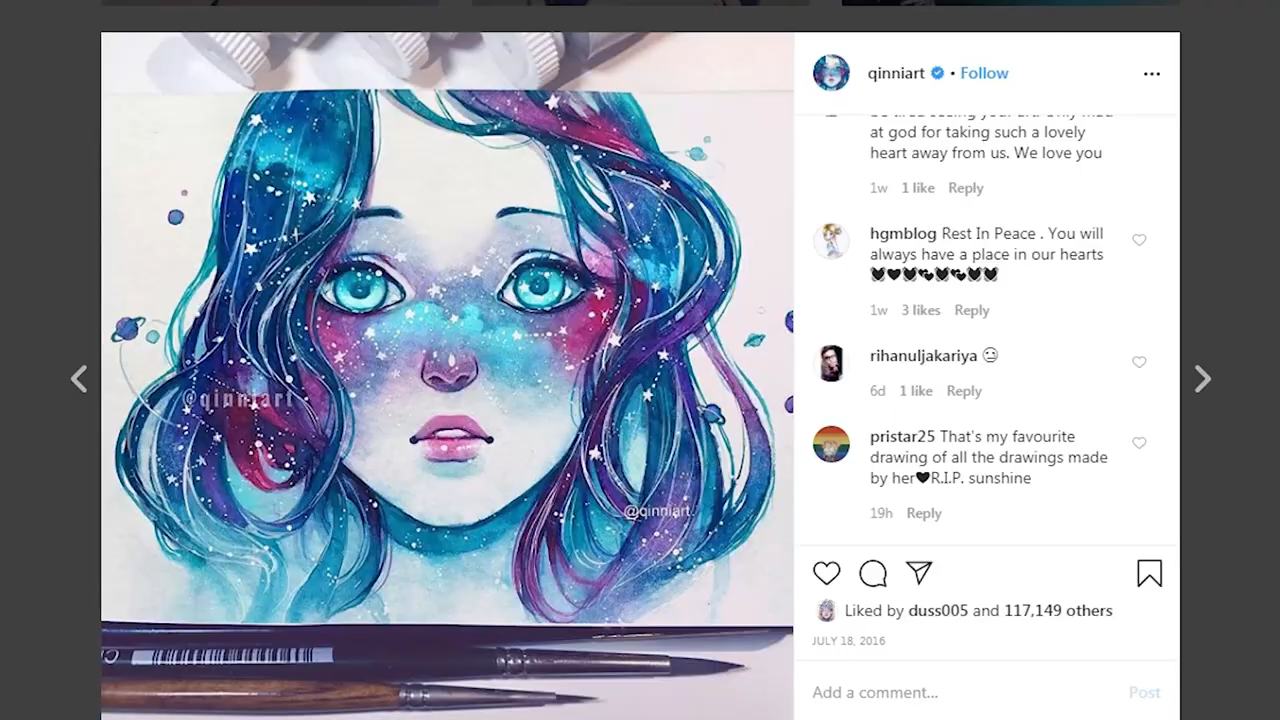 qinniart • Follow
at god for taking such a lovely
heart away from us. We love you
1w 1 like Reply
hgmblog Rest In Peace . You will
always have a place in our hearts
1w 3 likes Reply
rihanuljakariya
6d 1 like Reply
pristar25 That's my favourite
drawing of all the drawings made
by her🖤R.I.P. sunshine
19h Reply
@qinniart
@qinniart
Liked by duss005 and 117,149 others
JULY 18, 2016
Add a comment... Post